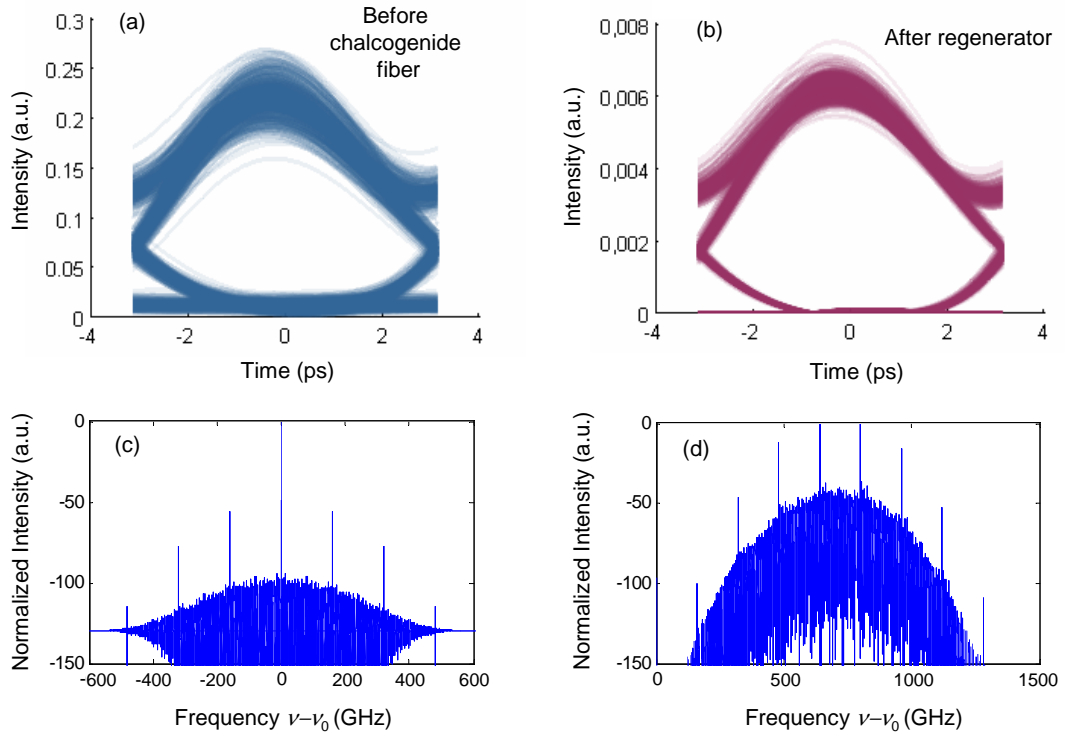 (a)
Before
chalcogenide
fiber
0.3
0.25
0.2
0.15
0.1
0.05
0
-4
-2
0
2
4
Intensity (a.u.)
Time (ps)
(b)
After regenerator
0,008
0,006
0,004
0,002
0
-4
-2
0
2
4
Intensity (a.u.)
Time (ps)
(c)
0
-50
-100
-150
-600
-400
-200
0
200
400
600
Normalized Intensity (a.u.)
Frequency ν−ν0 (GHz)
(d)
0
-50
-100
-150
0
500
1000
1500
Normalized Intensity (a.u.)
Frequency ν−ν0 (GHz)